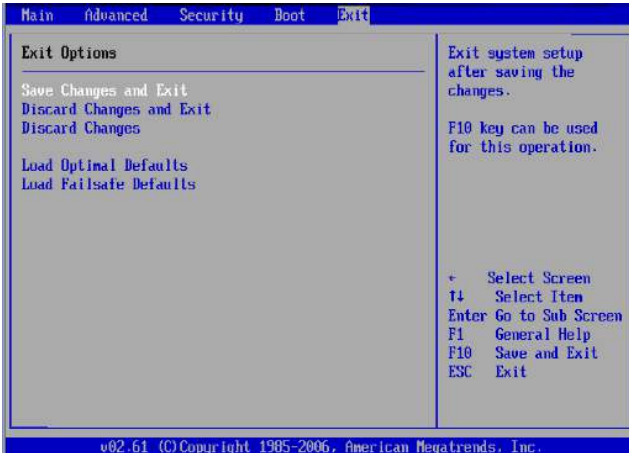 Main Advanced Security Boot Exit
Exit Options
Save Changes and Exit
Discard Changes and Exit
Discard Changes
Load Optimal Defaults
Load Failsafe Defaults
Exit system setup
after saving the
changes.
F10 key can be used
for this operation.
← Select Screen
↑↓ Select Item
Enter Go to Sub Screen
F1 General Help
F10 Save and Exit
ESC Exit
v02.61 (C)Copyright 1985-2006, American Megatrends, Inc.